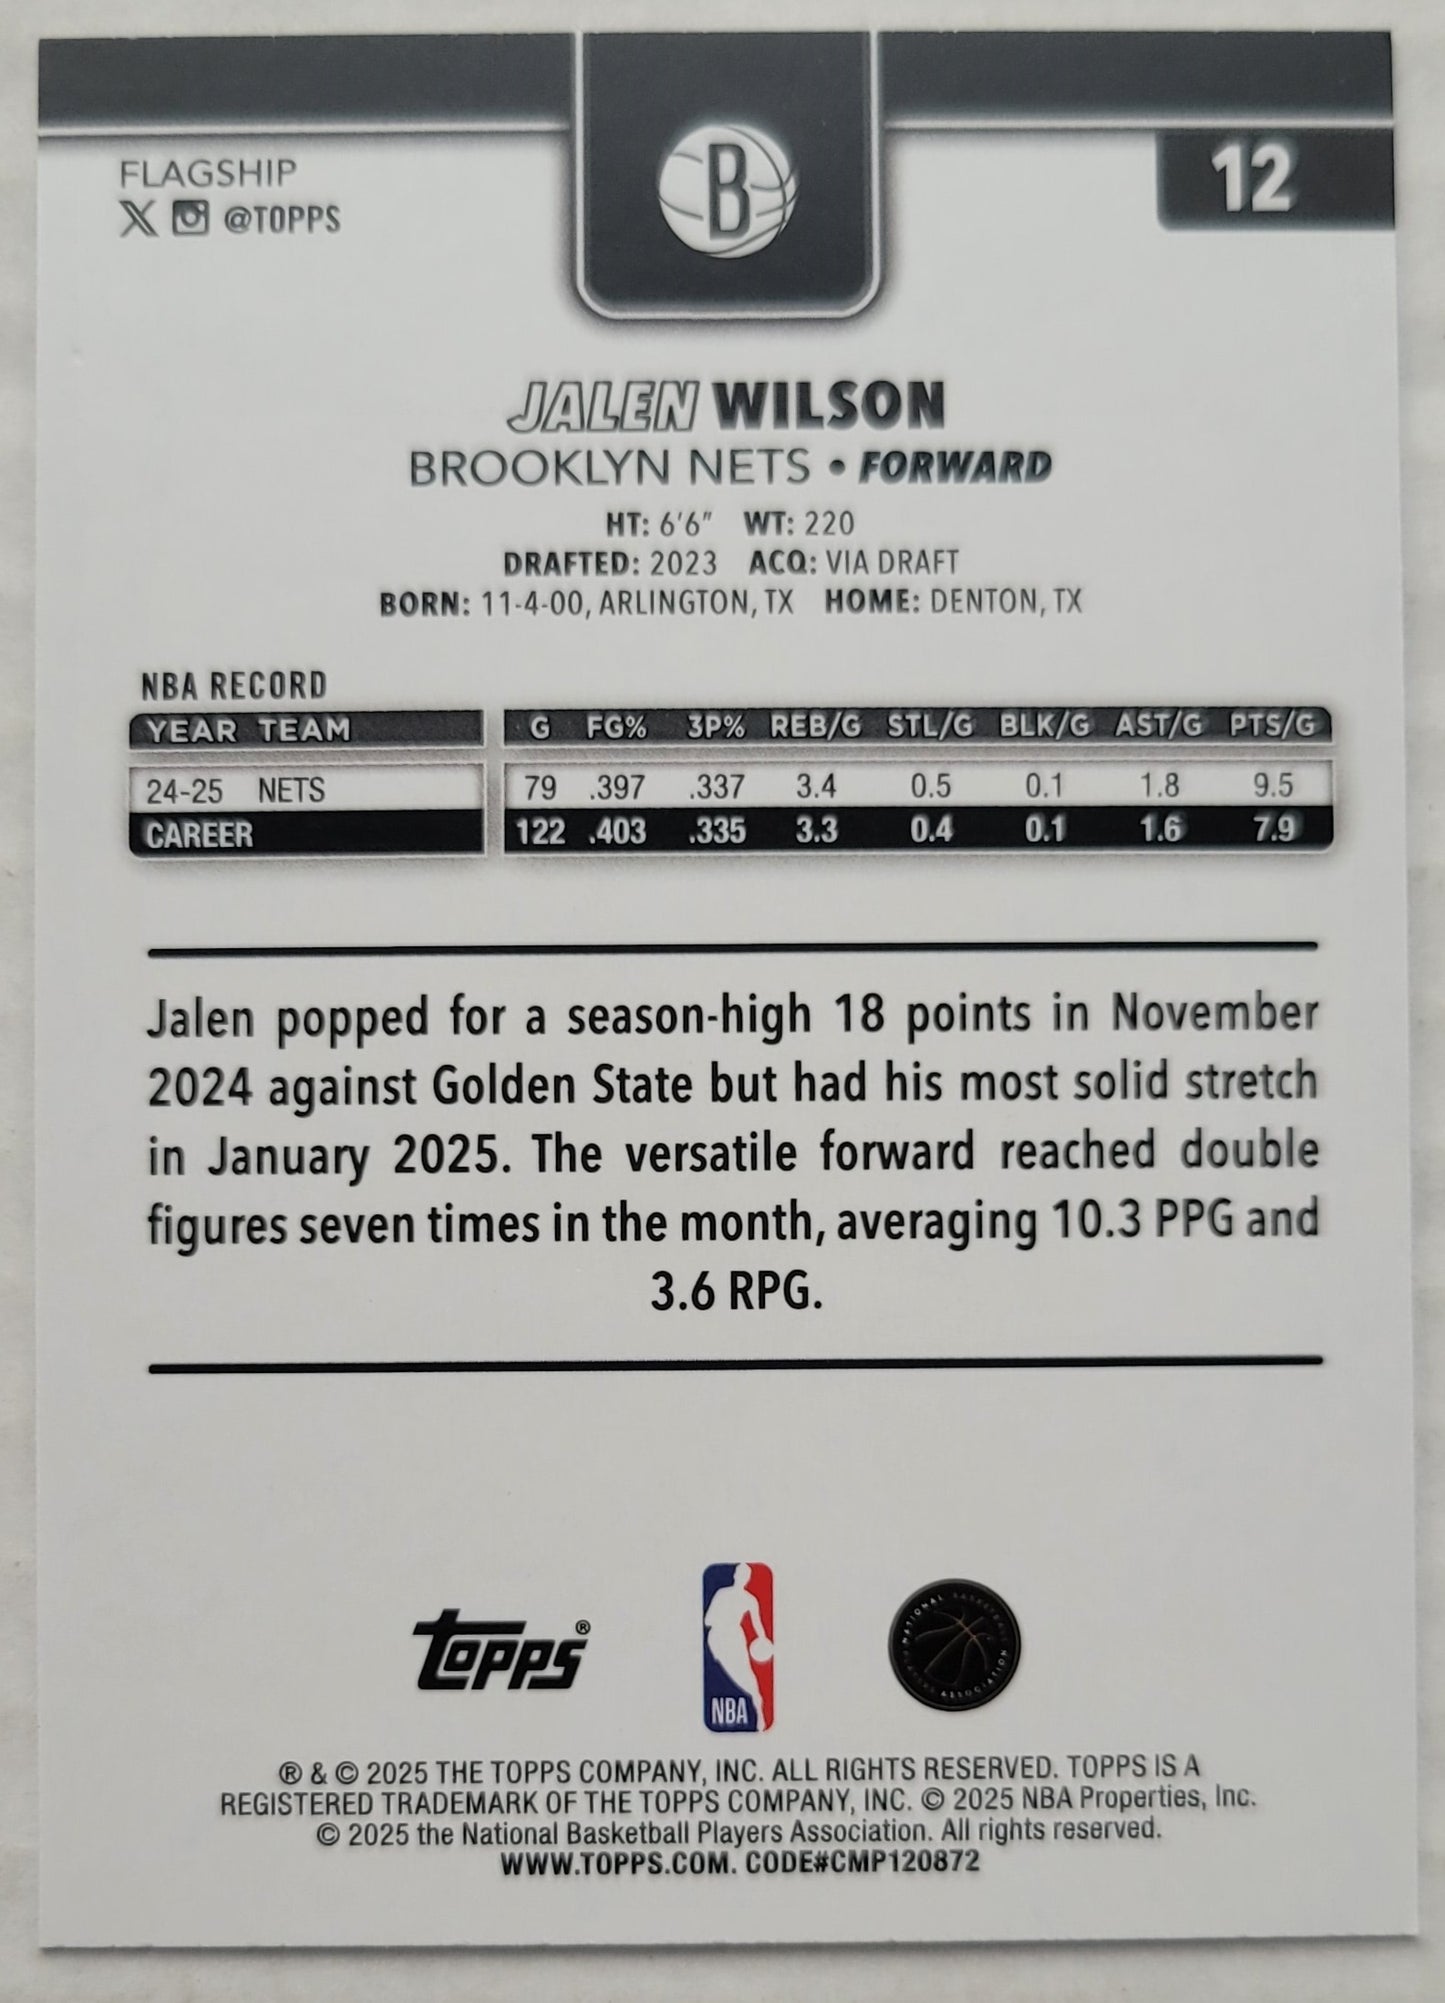 FLAGSHIP
@TOPPS
B
12
JALEN WILSON
BROOKLYN NETS • FORWARD
HT: 6'6" WT: 220
DRAFTED: 2023 ACQ: VIA DRAFT
BORN: 11-4-00, ARLINGTON, TX HOME: DENTON, TX
NBA RECORD
YEAR TEAM G FG% 3P% REB/G STL/G BLK/G AST/G PTS/G
24-25 NETS 79 .397 .337 3.4 0.5 0.1 1.8 9.5
CAREER 122 .403 .335 3.3 0.4 0.1 1.6 7.9
Jalen popped for a season-high 18 points in November
2024 against Golden State but had his most solid stretch
in January 2025. The versatile forward reached double
figures seven times in the month, averaging 10.3 PPG and
3.6 RPG.
TOPPS®
NBA
NATIONAL BASKETBALL
PLAYERS ASSOCIATION
® & © 2025 THE TOPPS COMPANY, INC. ALL RIGHTS RESERVED. TOPPS IS A
REGISTERED TRADEMARK OF THE TOPPS COMPANY, INC. © 2025 NBA Properties, Inc.
© 2025 the National Basketball Players Association. All rights reserved.
WWW.TOPPS.COM. CODE#CMP120872